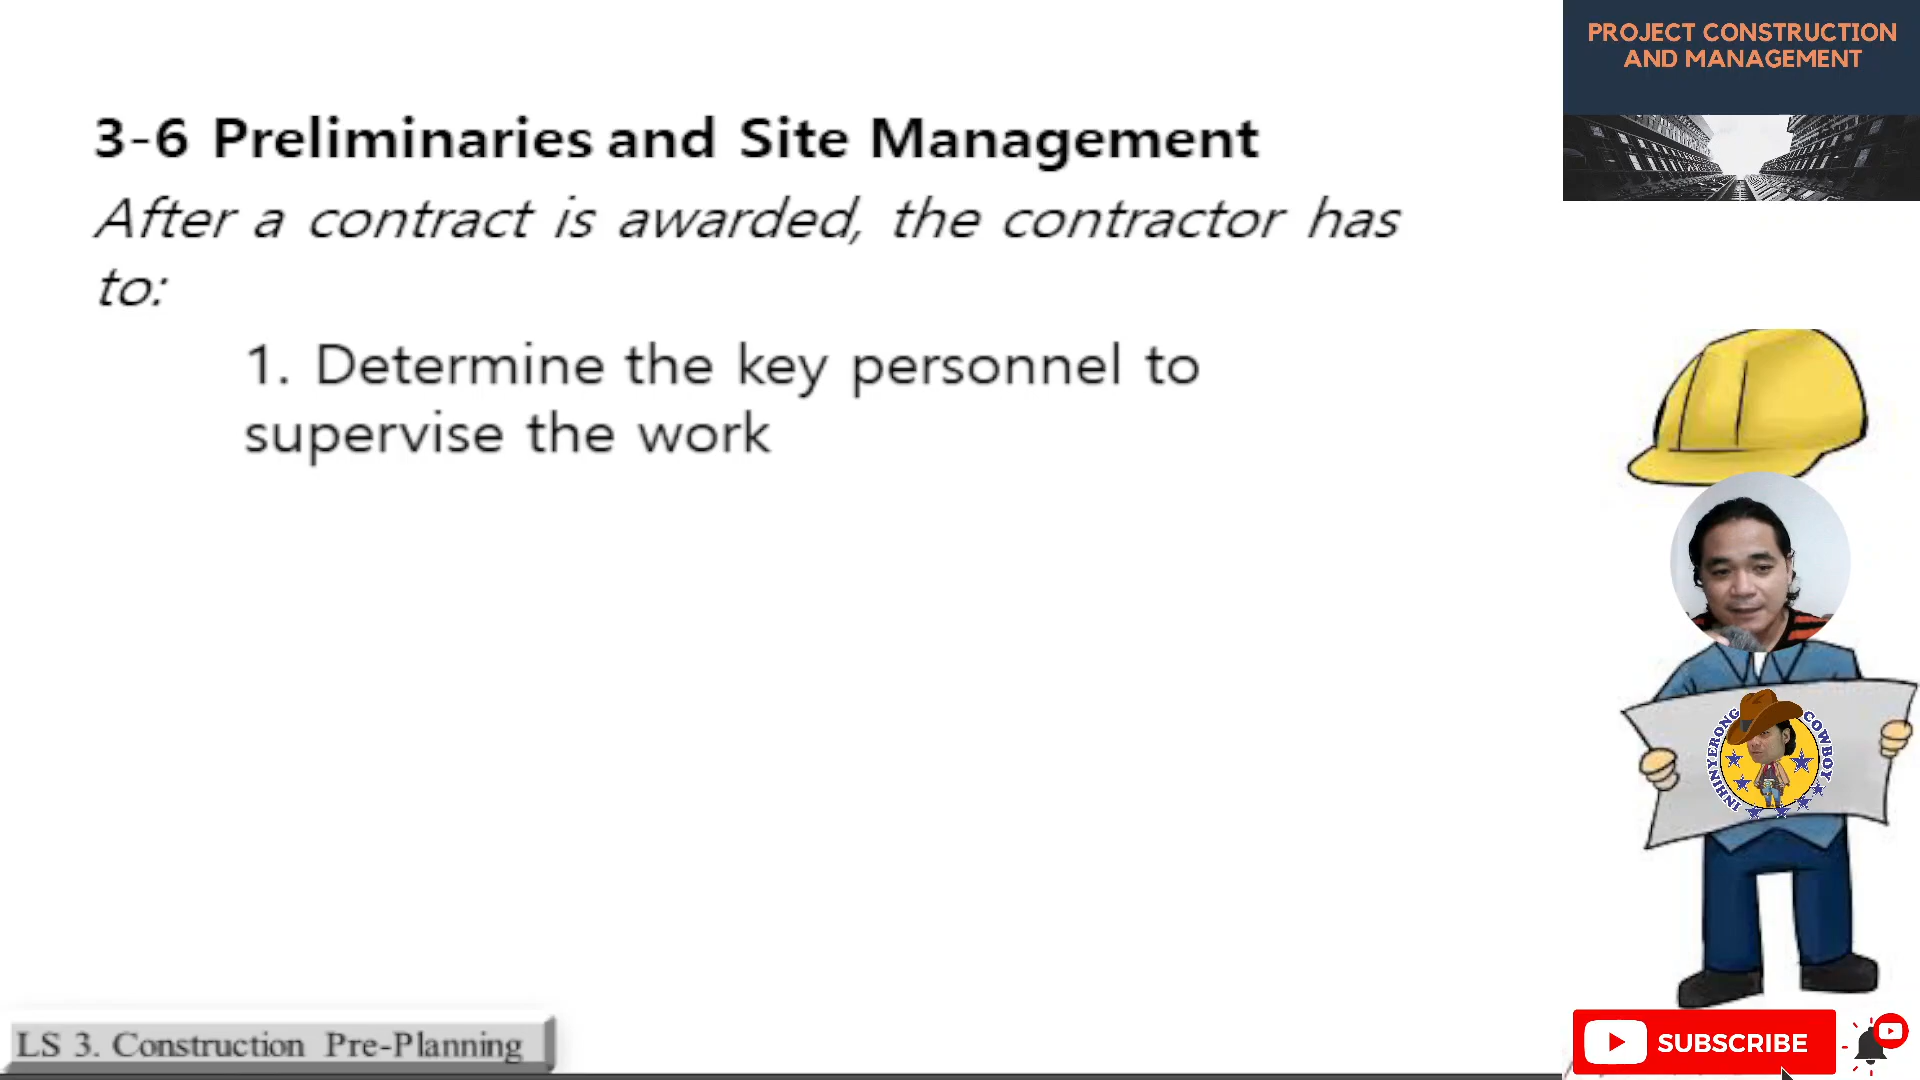 PROJECT CONSTRUCTION
AND MANAGEMENT
3-6 Preliminaries and Site Management
After a contract is awarded, the contractor has
to:
1. Determine the key personnel to
supervise the work
INHINYERONG COWBOY
LS 3. Construction Pre-Planning
SUBSCRIBE